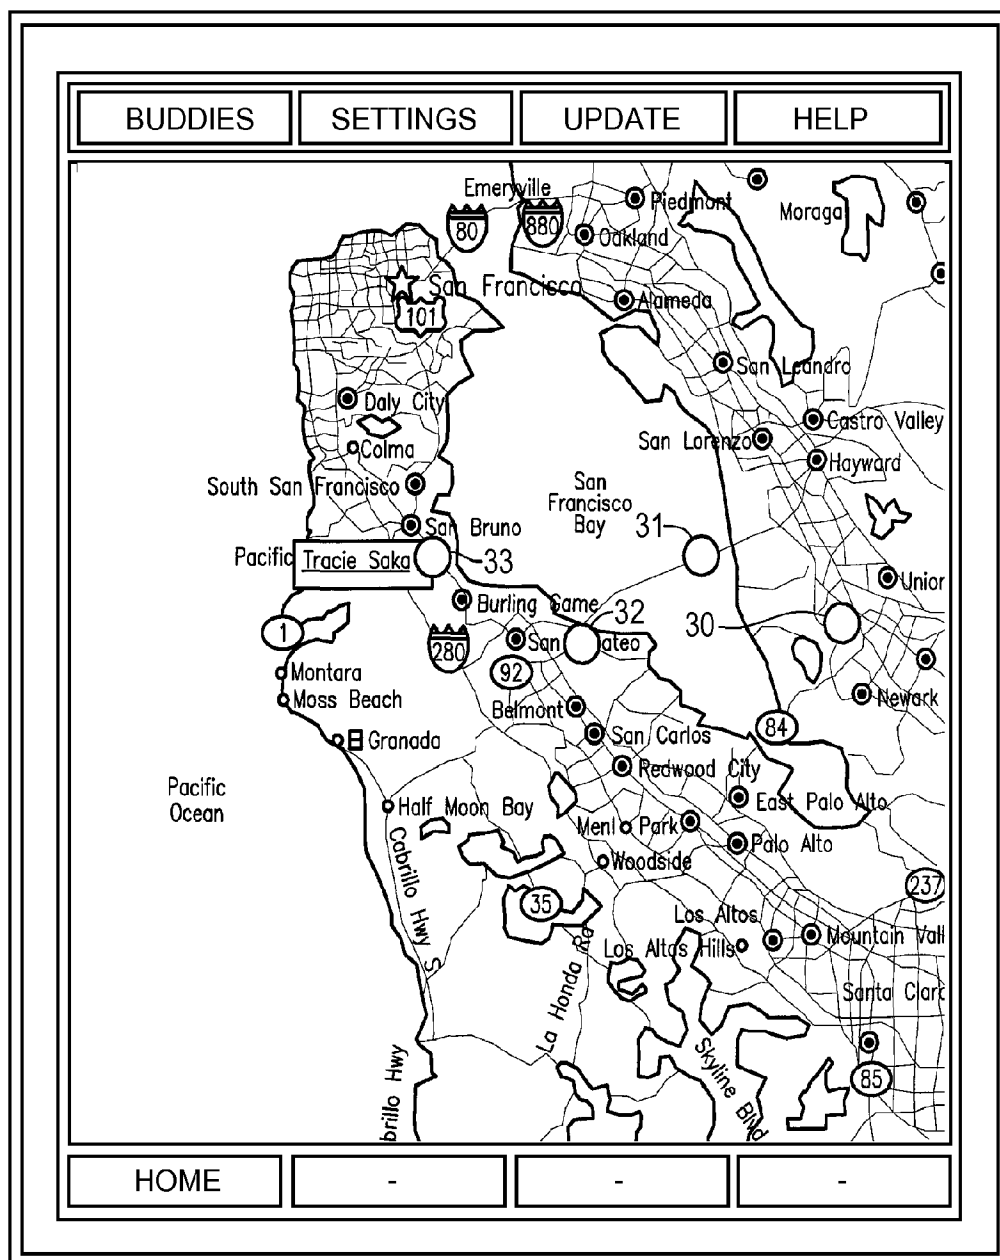 BUDDIES
SETTINGS
UPDATE
HELP
Emeryville
Piedmont
Moraga
80
880
Oakland
San Francisco
Alameda
101
San Leandro
Daly City
Castro Valley
San Lorenzo
Colma
Hayward
South San Francisco
San
Francisco
Bay
San Bruno
31
Pacific
Tracie Saka
33
Union
Burling Game
32
30
1
280
San
ateo
92
Montara
Moss Beach
Newark
Belmont
84
San Carlos
Granada
Redwood City
Pacific
Ocean
Half Moon Bay
East Palo Alto
Menl
Park
Palo Alto
Woodside
Cabrillo Hwy S
35
237
Los Altos
Los Altos Hills
Mountain Vall
La Honda Rd
Santa Clarc
Skyline Blvd
85
brillo Hwy
HOME
-
-
-